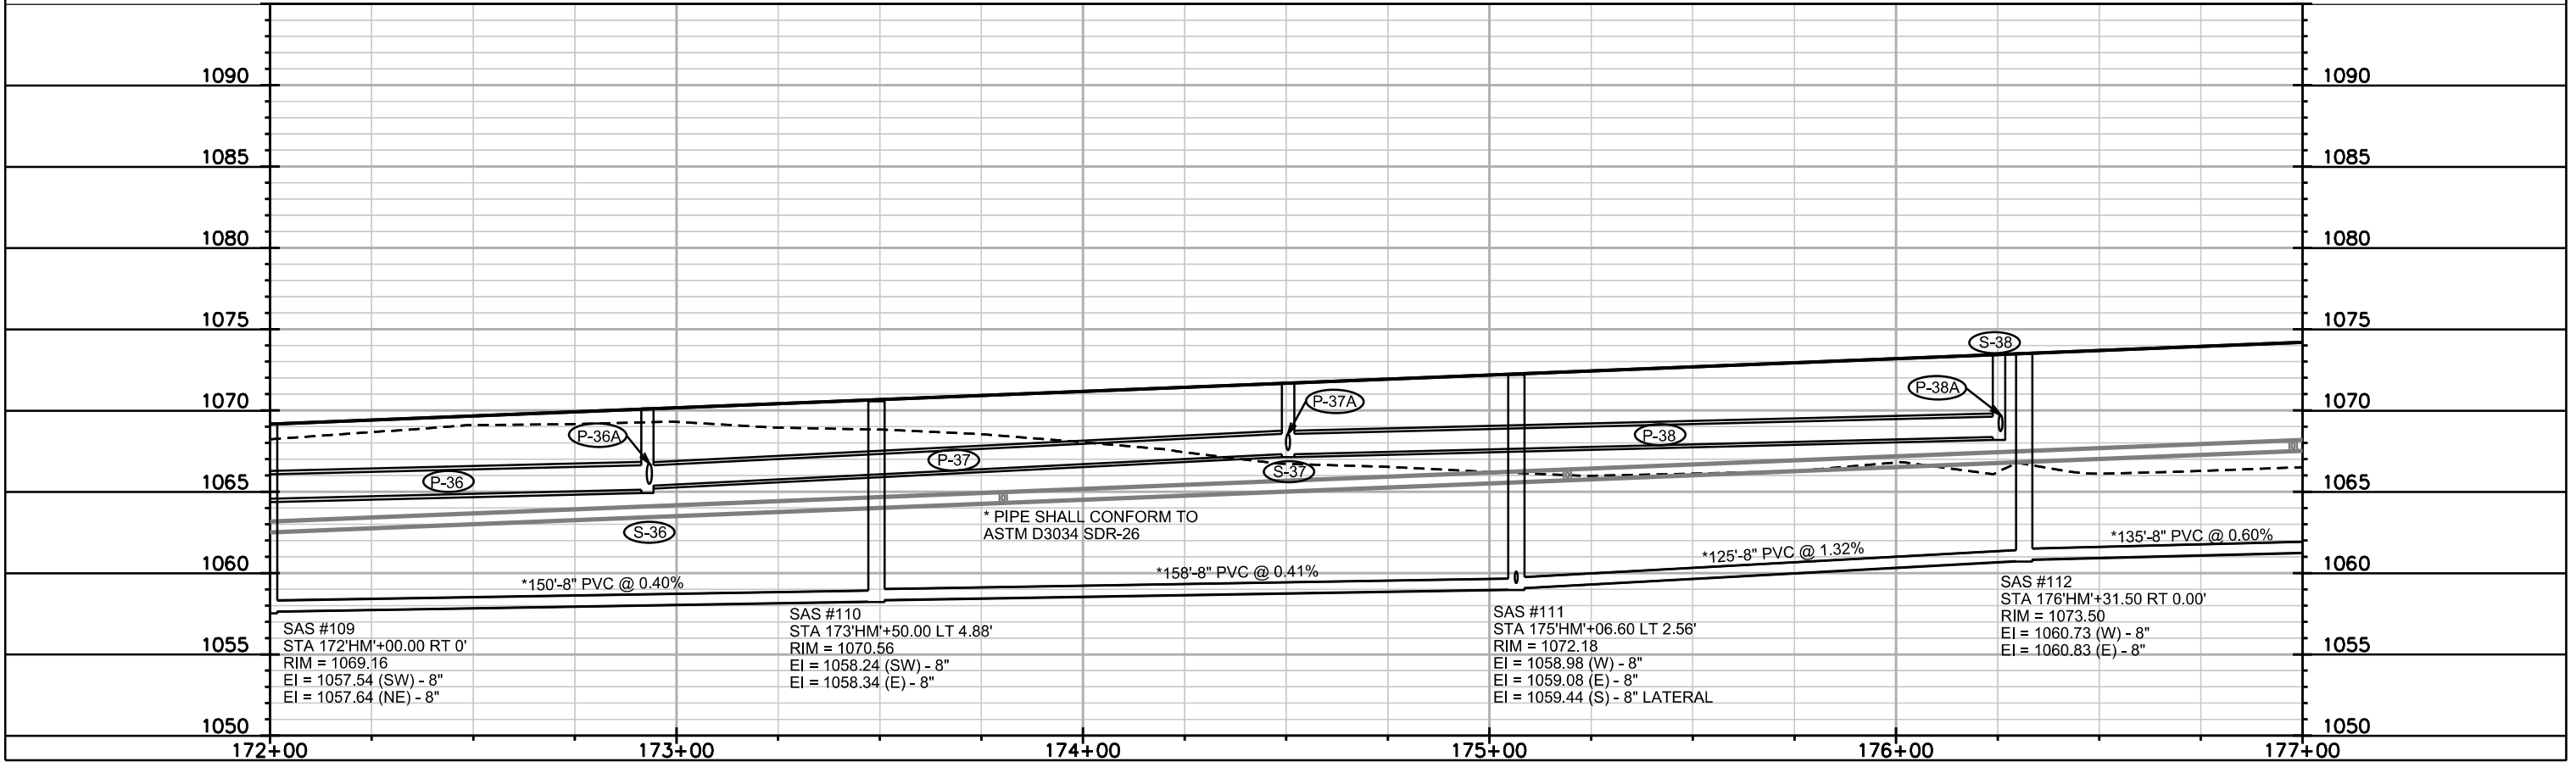 1090
1090
1085
1085
1080
1080
1075
1075
S-38
1070
1070
P-37A
P-38A
P-36A
P-38
P-37
S-37
P-36
1065
1065
S-36
* PIPE SHALL CONFORM TO
ASTM D3034 SDR-26
1060
1060
*150'-8" PVC @ 0.40%
*158'-8" PVC @ 0.41%
*125'-8" PVC @ 1.32%
*135'-8" PVC @ 0.60%
SAS #109
STA 172'HM'+00.00 RT 0'
RIM = 1069.16
EI = 1057.54 (SW) - 8"
EI = 1057.64 (NE) - 8"
SAS #110
STA 173'HM'+50.00 LT 4.88'
RIM = 1070.56
EI = 1058.24 (SW) - 8"
EI = 1058.34 (E) - 8"
SAS #111
STA 175'HM'+06.60 LT 2.56'
RIM = 1072.18
EI = 1058.98 (W) - 8"
EI = 1059.08 (E) - 8"
EI = 1059.44 (S) - 8" LATERAL
SAS #112
STA 176'HM'+31.50 RT 0.00'
RIM = 1073.50
EI = 1060.73 (W) - 8"
EI = 1060.83 (E) - 8"
1055
1055
1050
1050
172+00
173+00
174+00
175+00
176+00
177+00